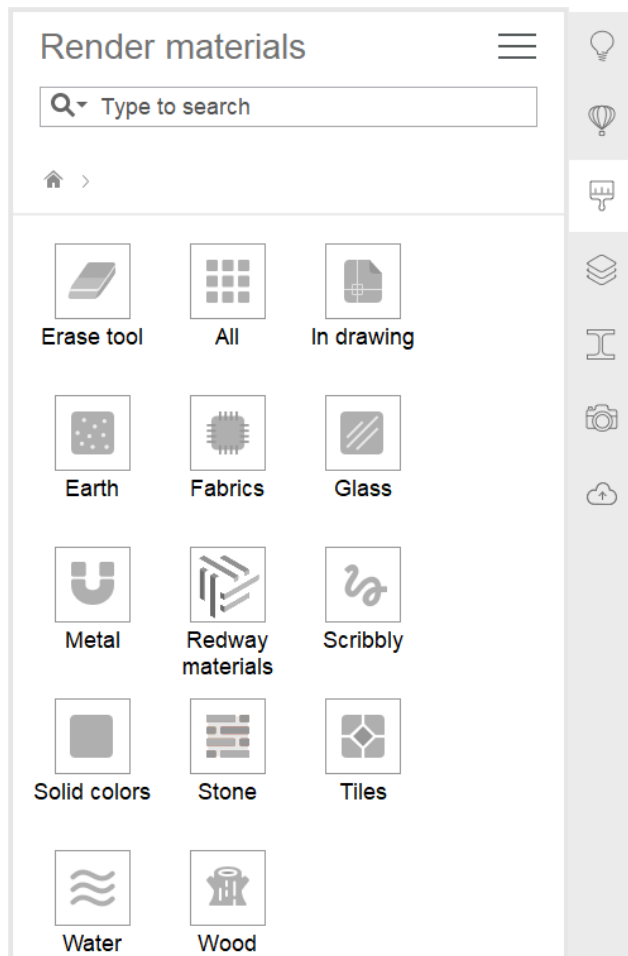 Render materials
Type to search
Erase tool
All
In drawing
Earth
Fabrics
Glass
Metal
Redway
materials
Scribbly
Solid colors
Stone
Tiles
Water
Wood